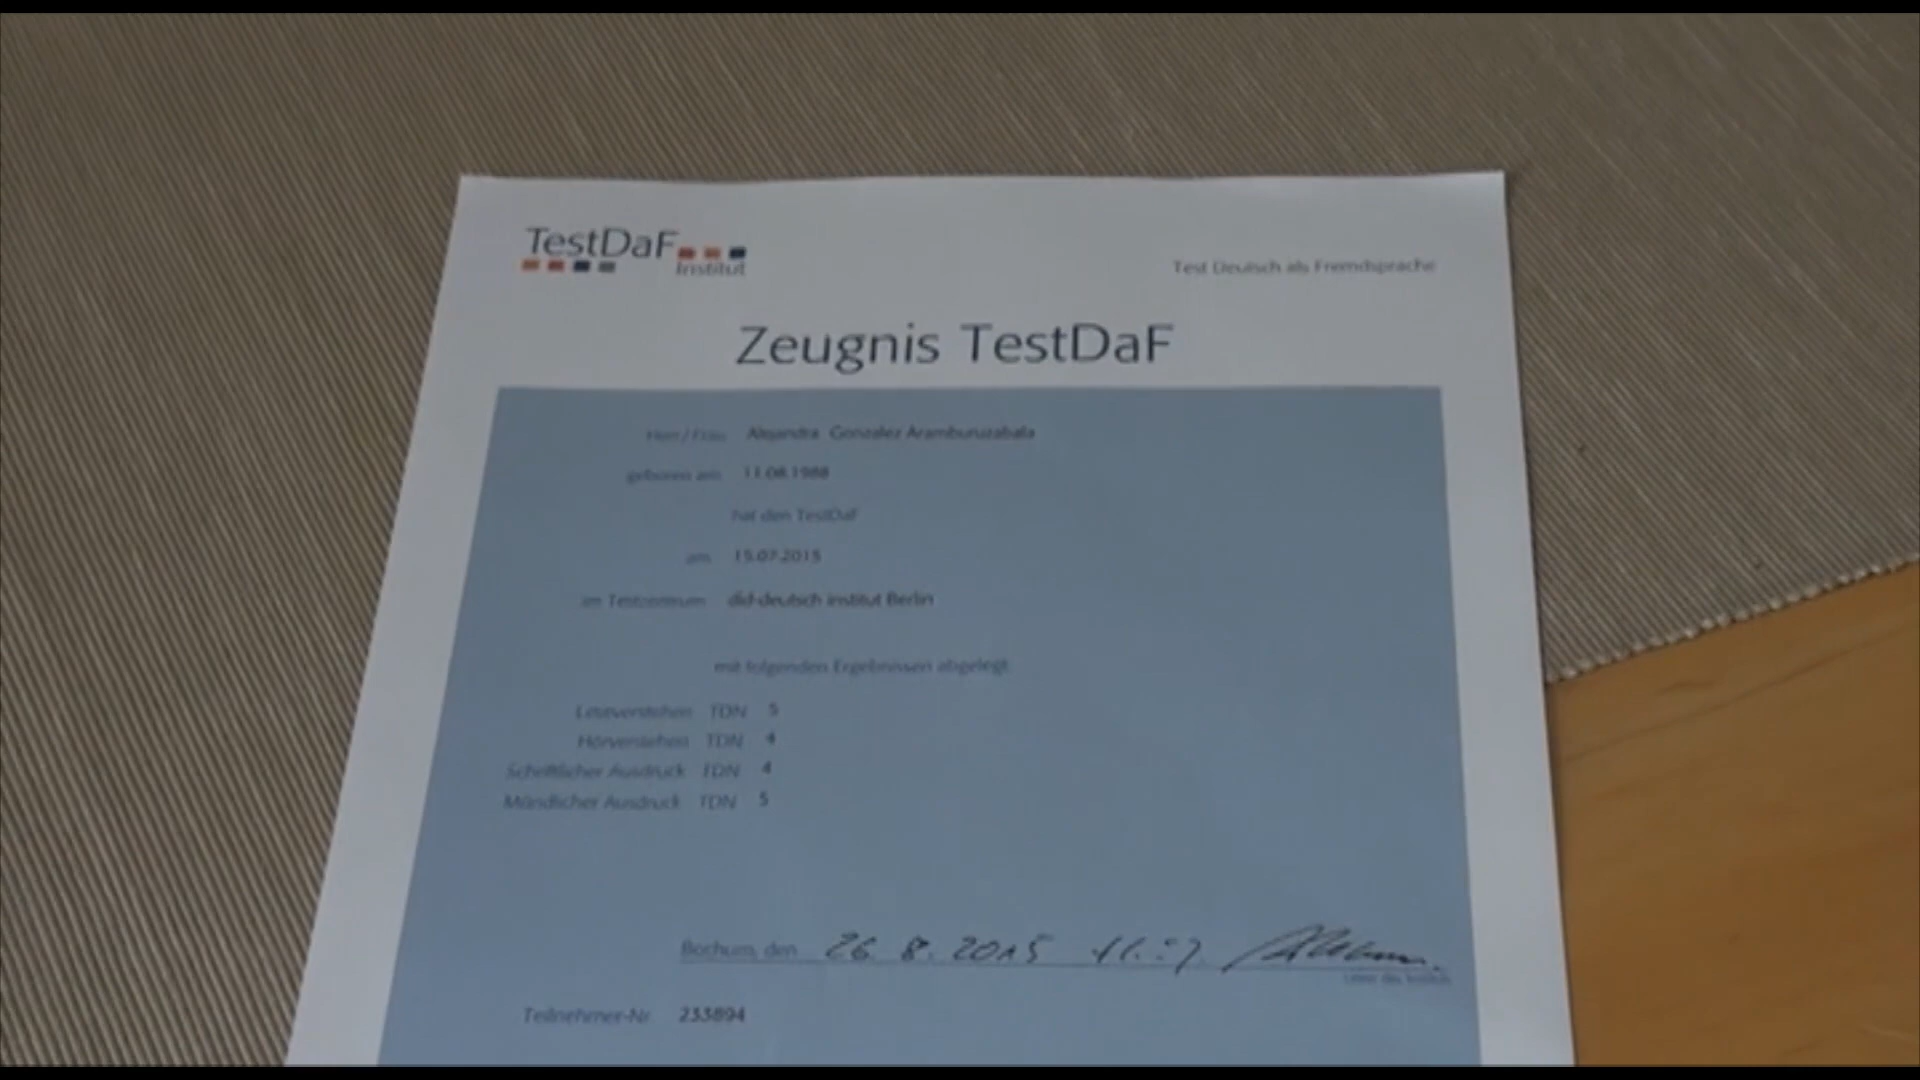 TestDaF
Institut
Test Deutsch als Fremdsprache
Zeugnis TestDaF
Herr / Frau Alejandra Gonzalez Aramburuzabala
geboren am 11.08.1988
hat den TestDaF
am 15.07.2015
im Testzentrum did-deutsch institut Berlin
mit folgenden Ergebnissen abgelegt:
Leseverstehen TDN 5
Hörverstehen TDN 4
Schriftlicher Ausdruck TDN 4
Mündlicher Ausdruck TDN 5
Bochum, den 26. 8. 2015
Teilnehmer-Nr 233894